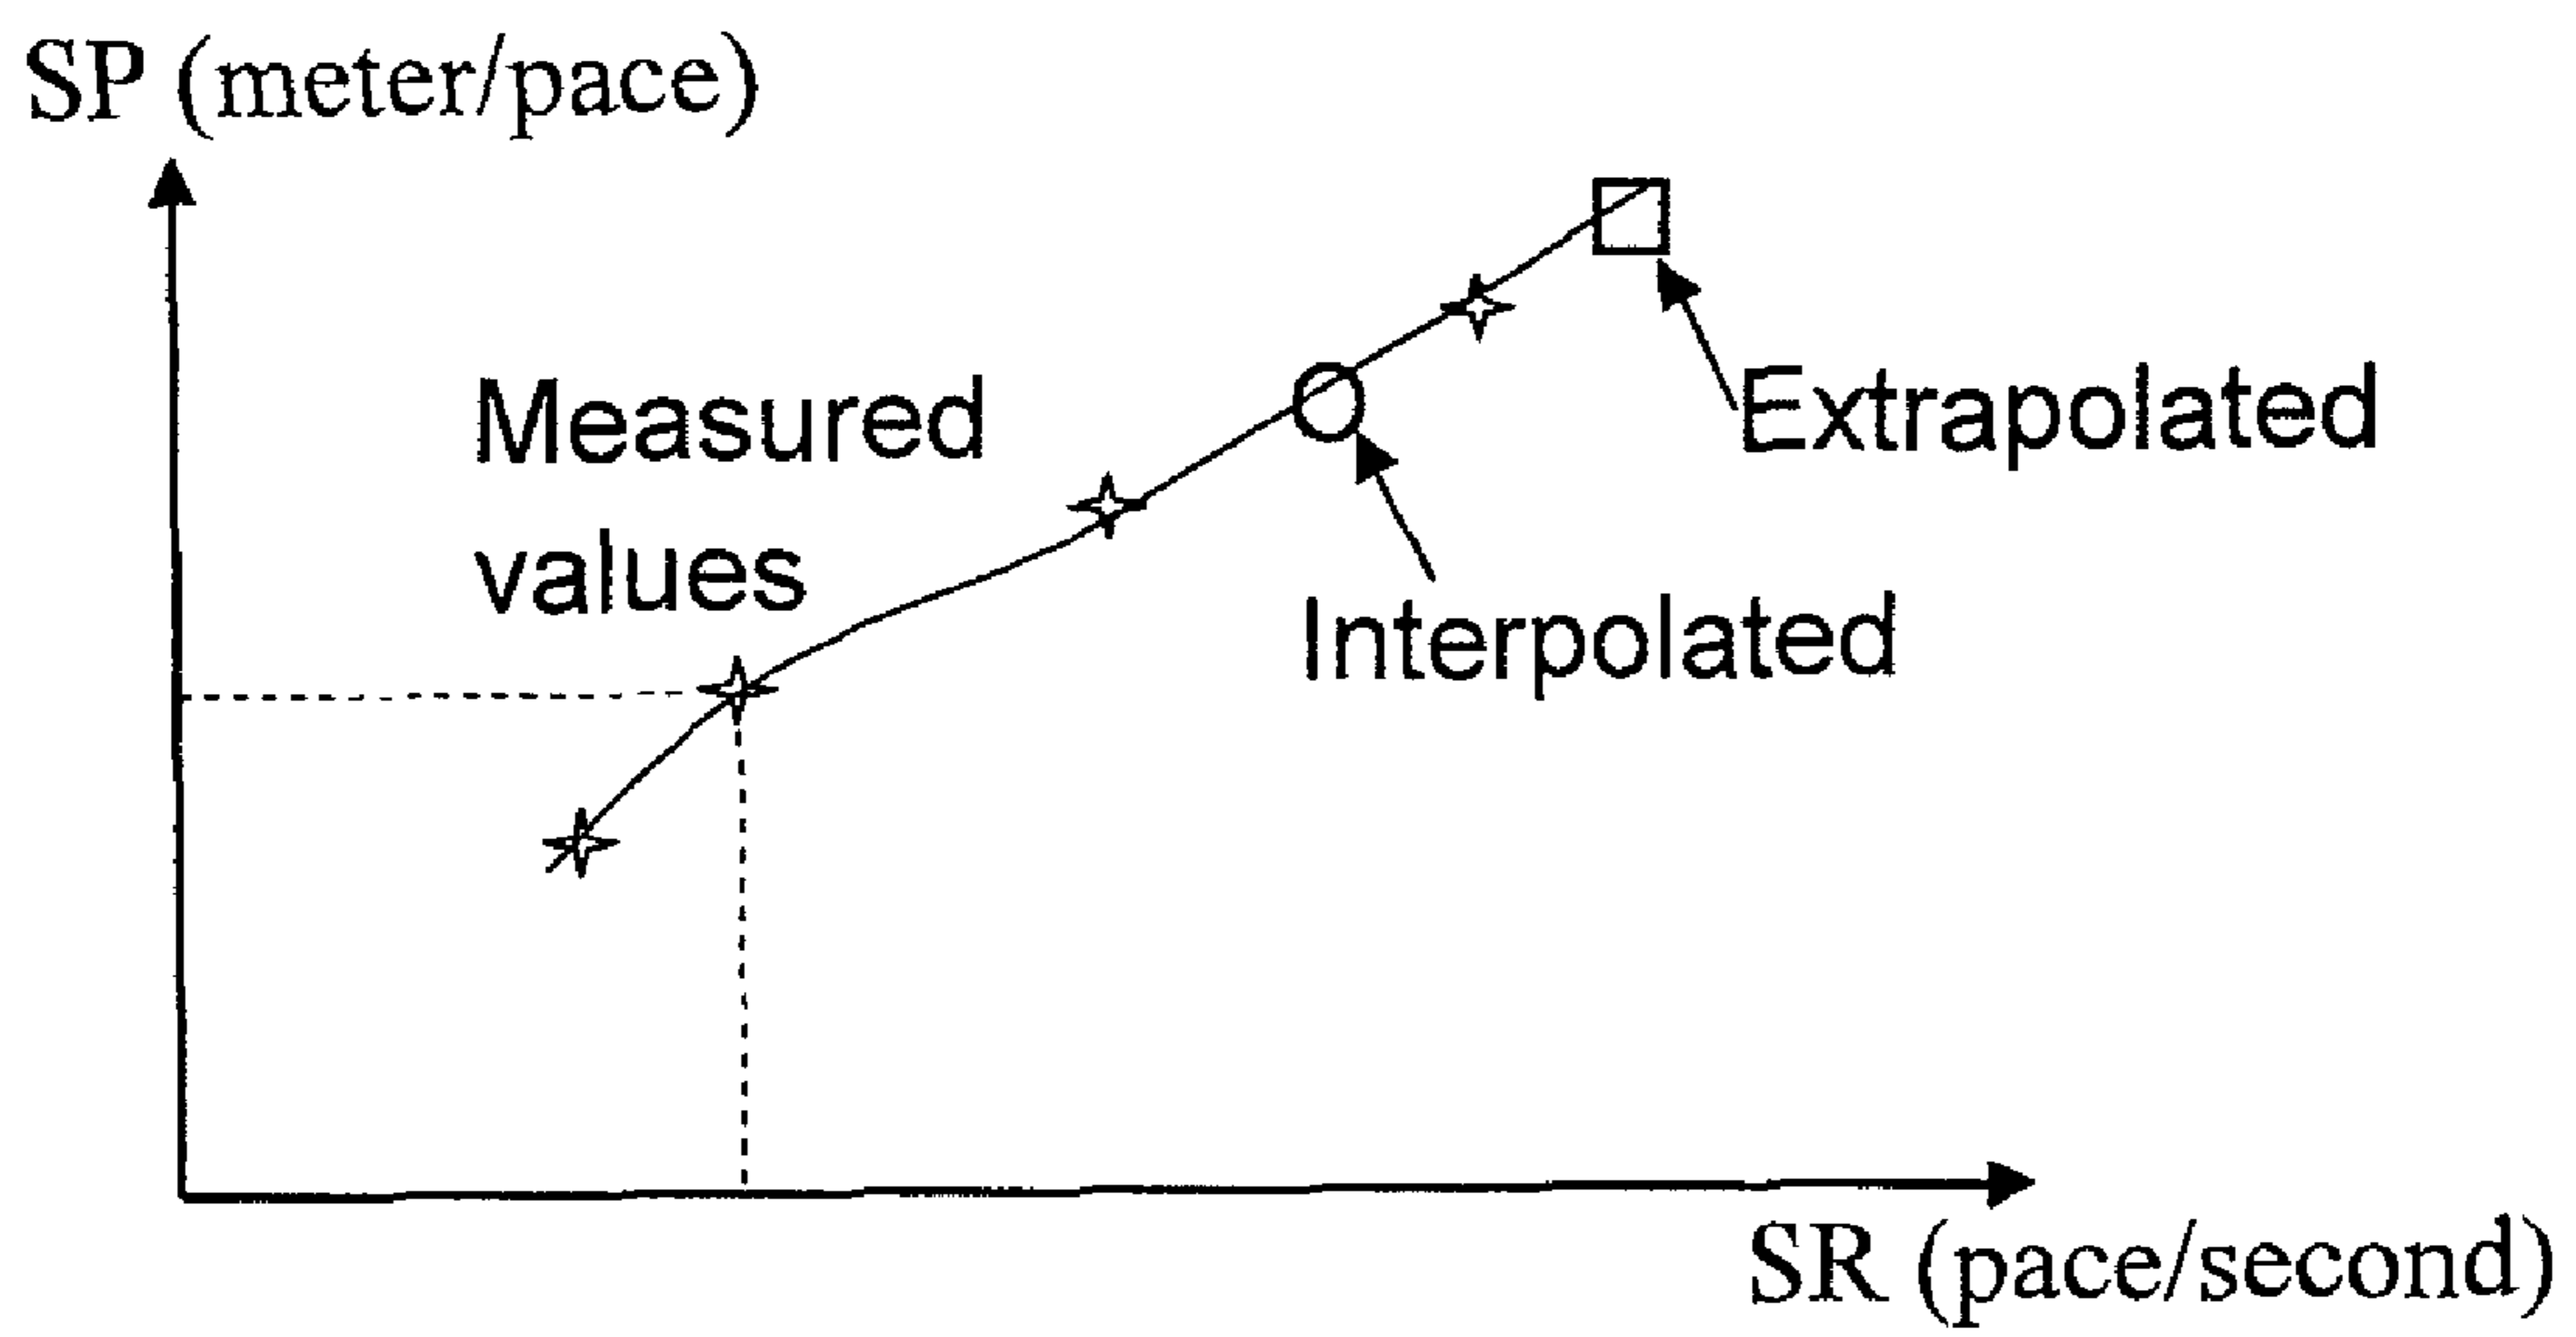 SP (meter/pace)
Measured
values
Extrapolated
Interpolated
SR (pace/second)